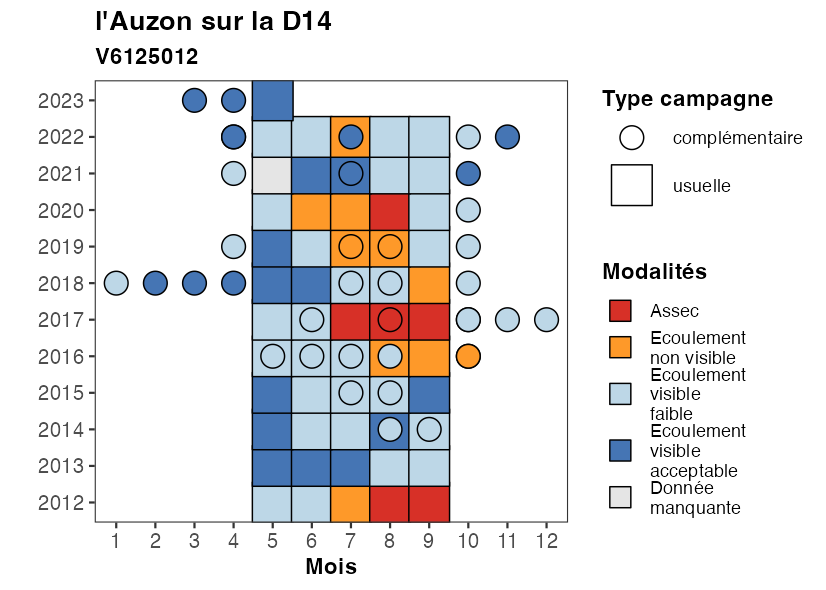 l'Auzon sur la D14
V6125012
2023
2022
2021
2020
2019
2018
2017
2016
2015
2014
2013
2012
1 2 3 4 5 6 7 8 9 10 11 12
Mois
Type campagne
complémentaire
usuelle
Modalités
Assec
Ecoulement
non visible
Ecoulement
visible
faible
Ecoulement
visible
acceptable
Donnée
manquante